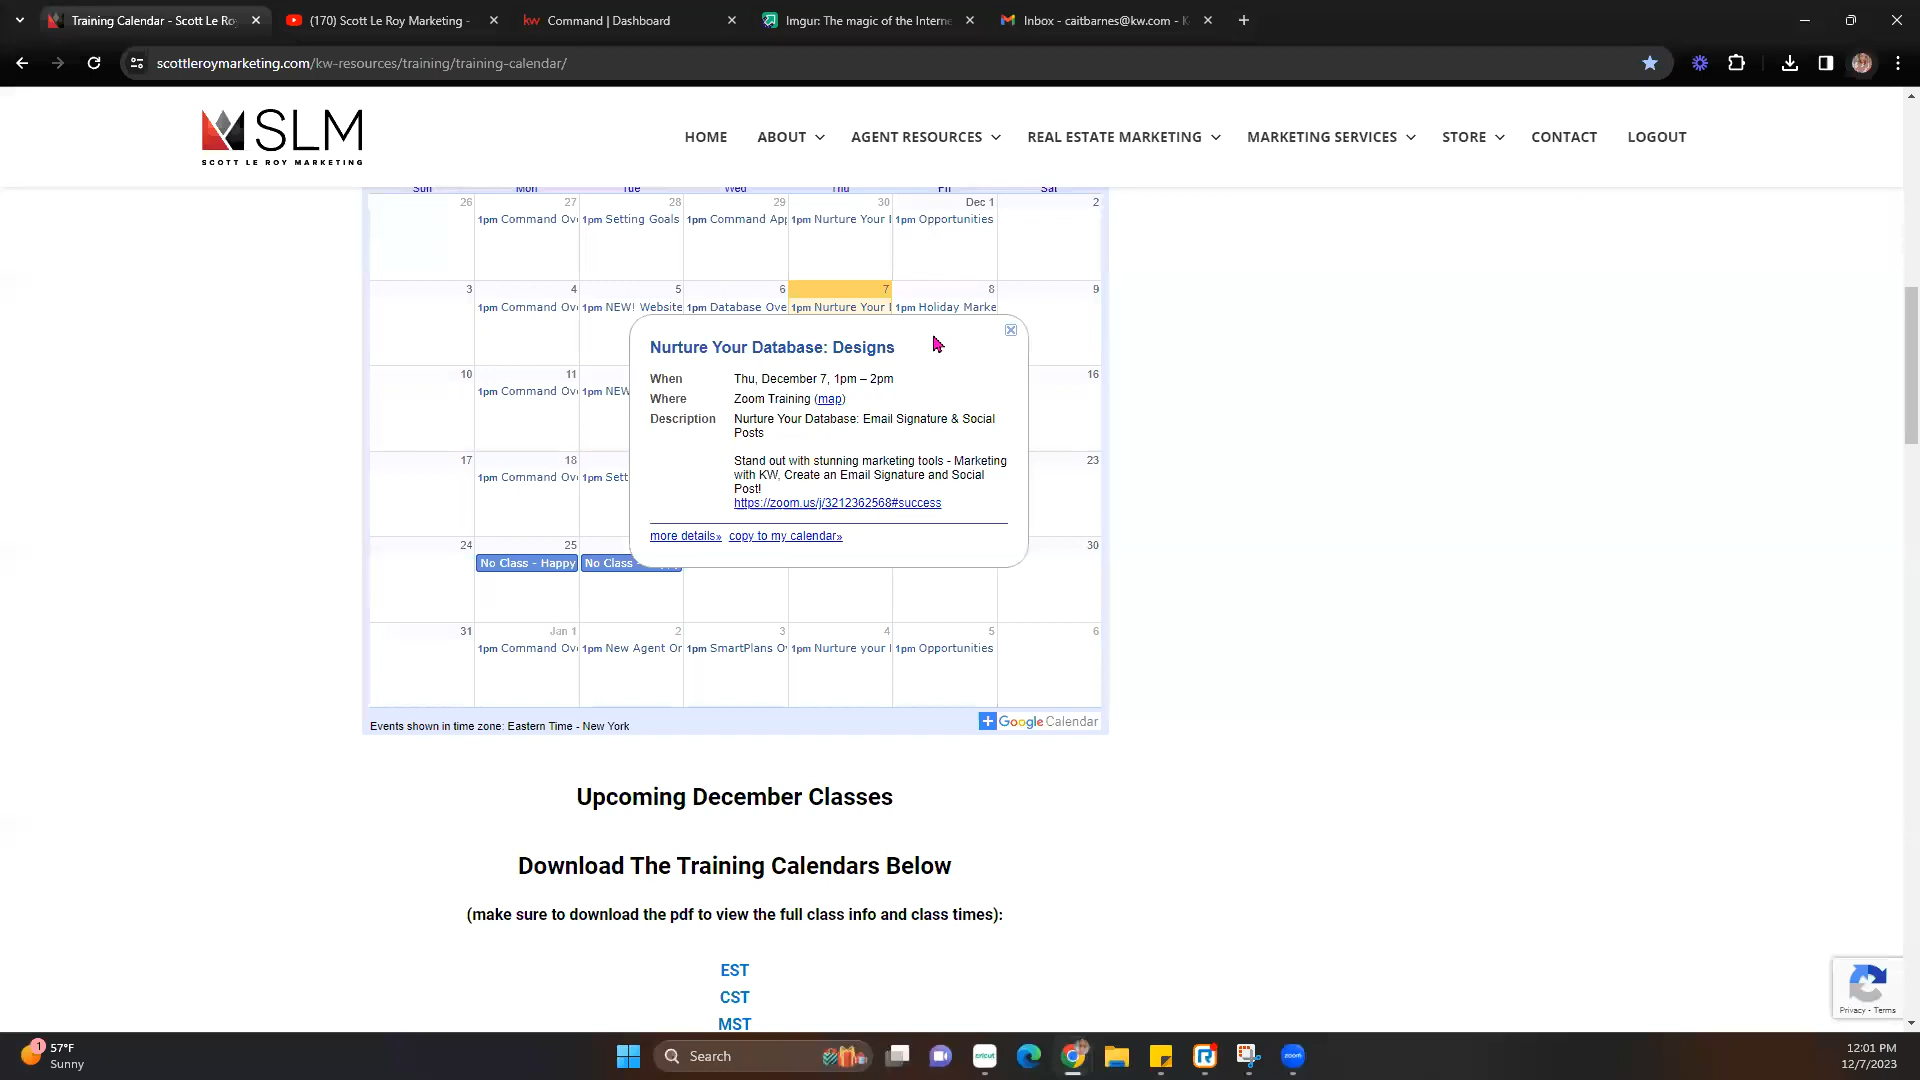 Training Calendar - Scott Le Ro
(170) Scott Le Roy Marketing -
kw Command | Dashboard
Imgur: The magic of the Interne
Inbox - caitbarnes@kw.com - K
scottleroymarketing.com/kw-resources/training/training-calendar/
SLM
SCOTT LE ROY MARKETING
HOME ABOUT AGENT RESOURCES REAL ESTATE MARKETING MARKETING SERVICES STORE CONTACT LOGOUT
Sun Mon Tue Wed Thu Fri Sat
26 27 28 29 30 Dec 1 2
1pm Command Ov 1pm Setting Goals 1pm Command App 1pm Nurture Your 1pm Opportunities
3 4 5 6 7 8 9
1pm Command Ov 1pm NEW! Website 1pm Database Ove 1pm Nurture Your 1pm Holiday Marke
Nurture Your Database: Designs
When Thu, December 7, 1pm – 2pm
Where Zoom Training (map)
Description Nurture Your Database: Email Signature & Social
Posts
Stand out with stunning marketing tools - Marketing
with KW, Create an Email Signature and Social
Post!
https://zoom.us/j/3212362568#success
more details» copy to my calendar»
10 11 16
1pm Command Ov 1pm NEW
17 18 23
1pm Command Ov 1pm Sett
24 25 30
No Class - Happy No Class -
31 Jan 1 2 3 4 5 6
1pm Command Ov 1pm New Agent Or 1pm SmartPlans O 1pm Nurture your 1pm Opportunities
Events shown in time zone: Eastern Time - New York
Google Calendar
Upcoming December Classes
Download The Training Calendars Below
(make sure to download the pdf to view the full class info and class times):
EST
CST
MST
Privacy - Terms
1
57°F
Sunny
Search
cricut
zoom
12:01 PM
12/7/2023